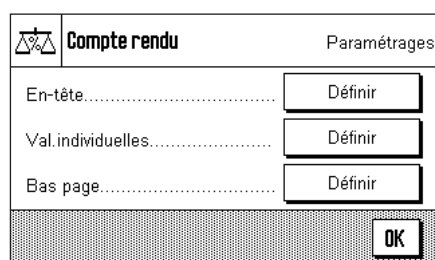 % Compte rendu Paramétrages
En-tête................................ Définir
Val.individuelles....................... Définir
Bas page............................. Définir
OK